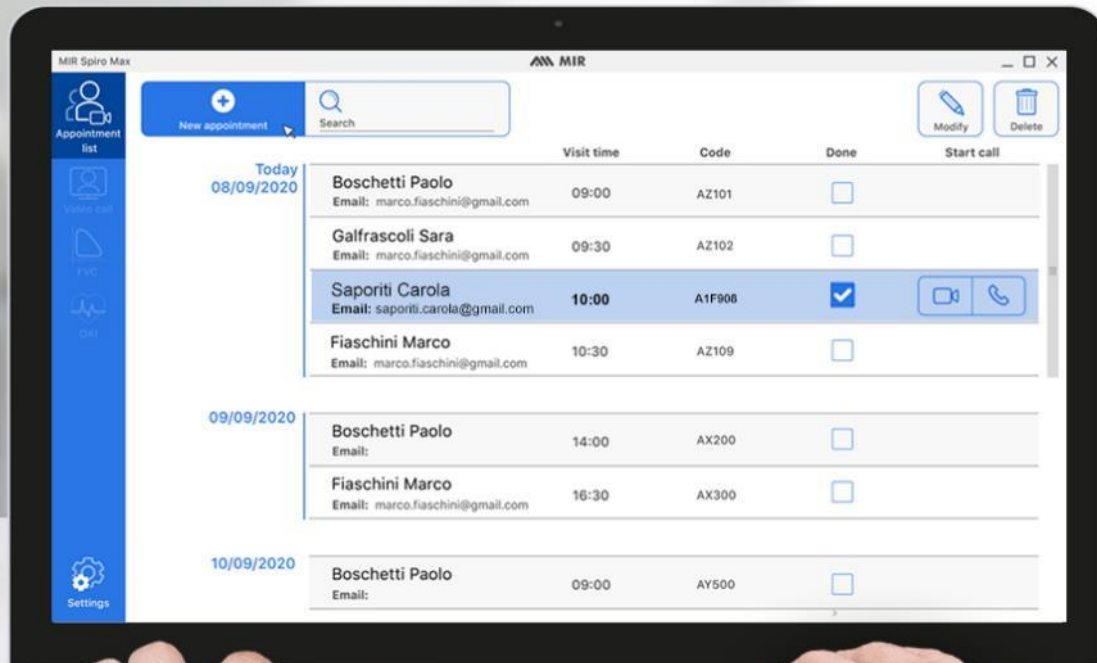 MIR Spiro Max
MIR
Appointment list
New appointment
Search
Modify
Delete
Video call
FVC
OXI
Settings
Visit time Code Done Start call
Today
08/09/2020
Boschetti Paolo 09:00 AZ101
Email: marco.fiaschini@gmail.com
Galfrascoli Sara 09:30 AZ102
Email: marco.fiaschini@gmail.com
Saporiti Carola 10:00 A1F908
Email: saporiti.carola@gmail.com
Fiaschini Marco 10:30 AZ109
Email: marco.fiaschini@gmail.com
09/09/2020
Boschetti Paolo 14:00 AX200
Email:
Fiaschini Marco 16:30 AX300
Email: marco.fiaschini@gmail.com
10/09/2020
Boschetti Paolo 09:00 AY500
Email: